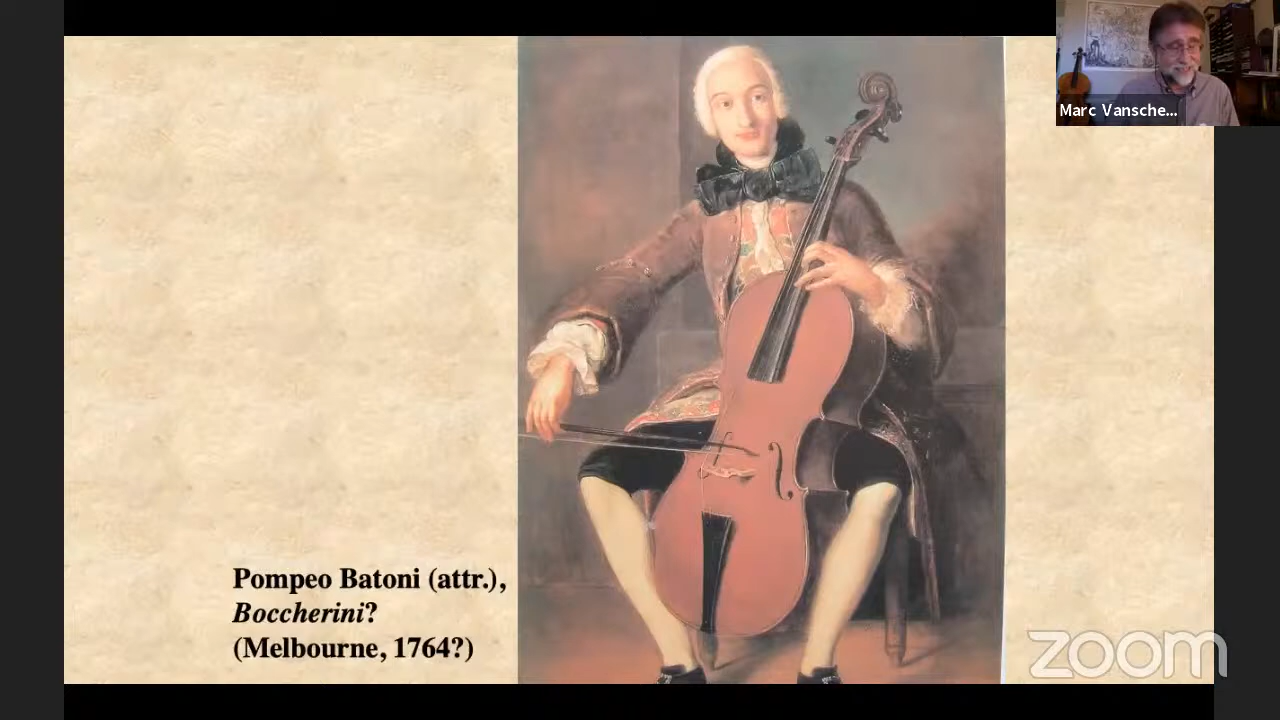 Marc Vansche...
Pompeo Batoni (attr.),
Boccherini?
(Melbourne, 1764?)
zoom